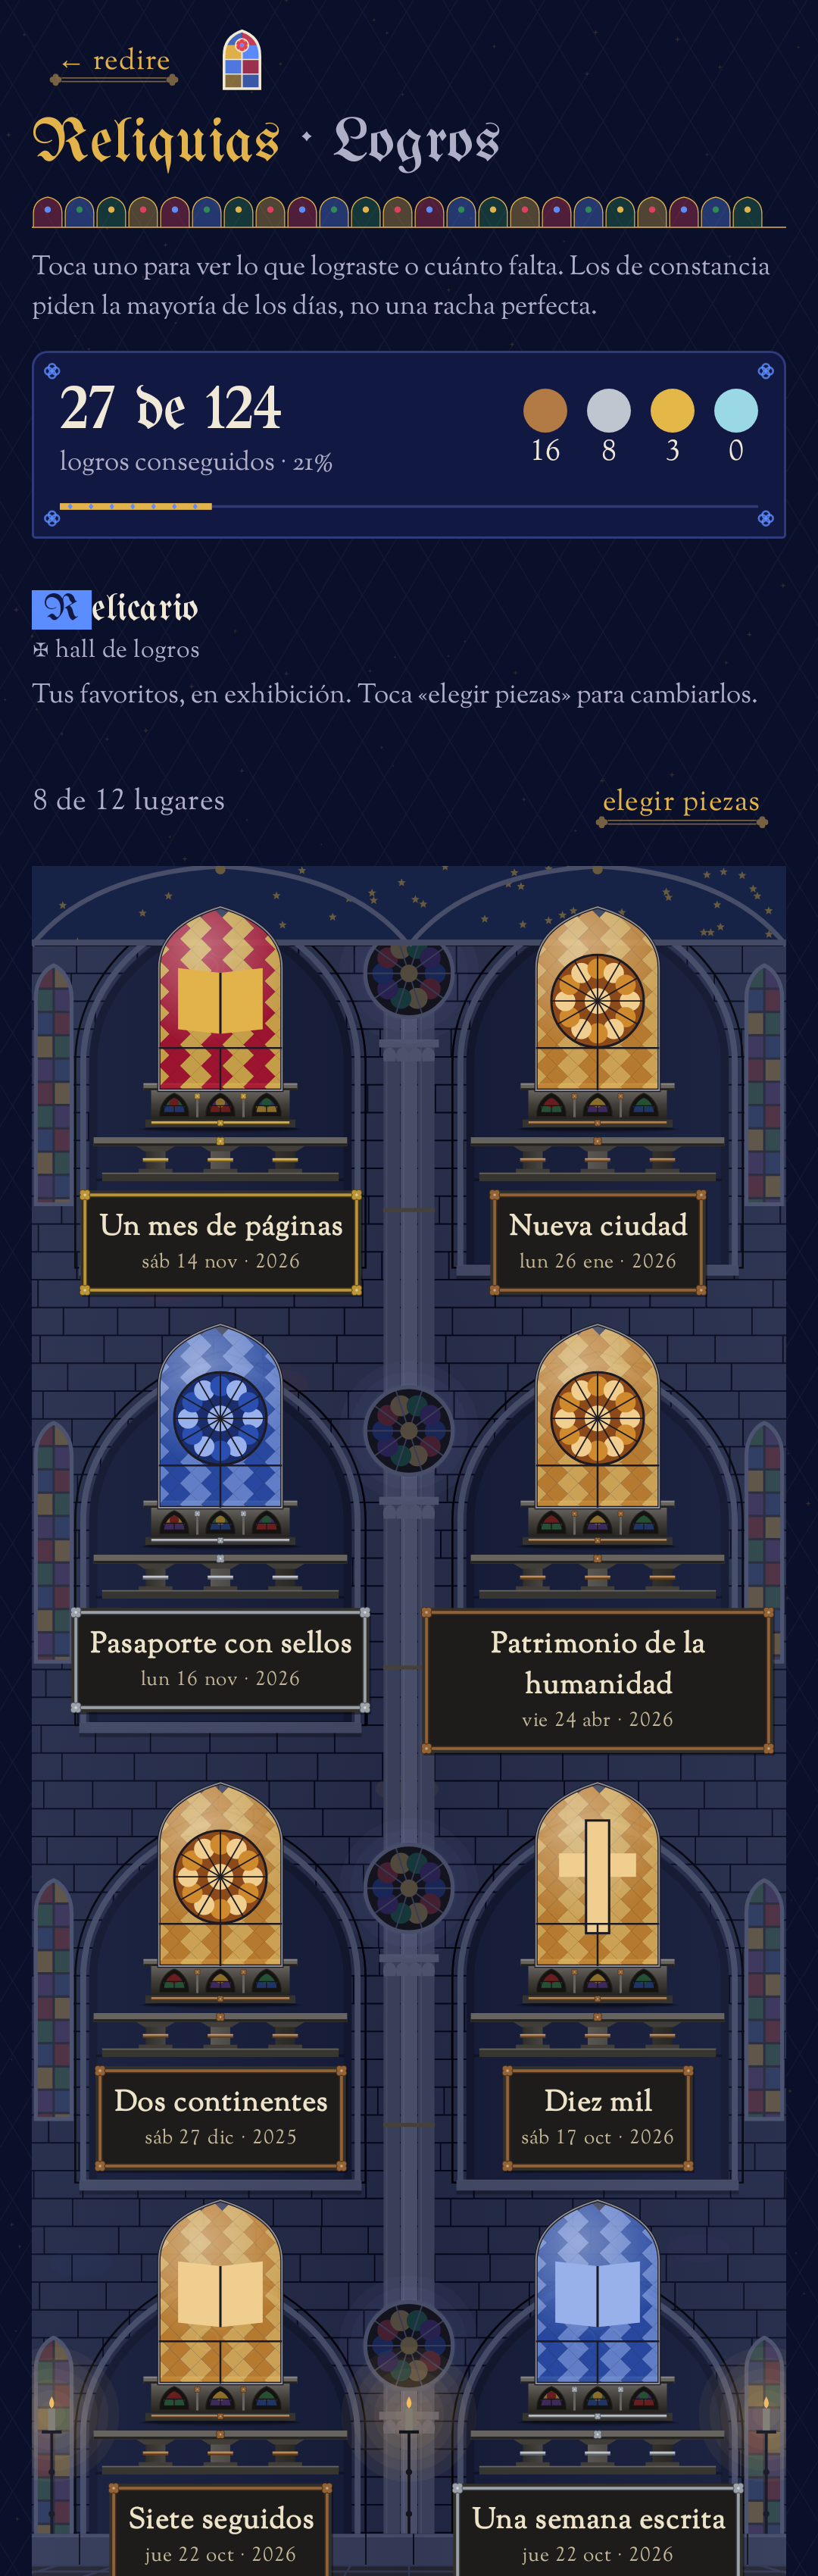 ← redire
Reliquias · Logros
Toca uno para ver lo que lograste o cuánto falta. Los de constancia
piden la mayoría de los días, no una racha perfecta.
27 de 124
logros conseguidos · 21%
16 8 3 0
Relicario
✠ hall de logros
Tus favoritos, en exhibición. Toca «elegir piezas» para cambiarlos.
8 de 12 lugares
elegir piezas
Un mes de páginas
sáb 14 nov · 2026
Nueva ciudad
lun 26 ene · 2026
Pasaporte con sellos
lun 16 nov · 2026
Patrimonio de la
humanidad
vie 24 abr · 2026
Dos continentes
sáb 27 dic · 2025
Diez mil
sáb 17 oct · 2026
Siete seguidos
jue 22 oct · 2026
Una semana escrita
jue 22 oct · 2026